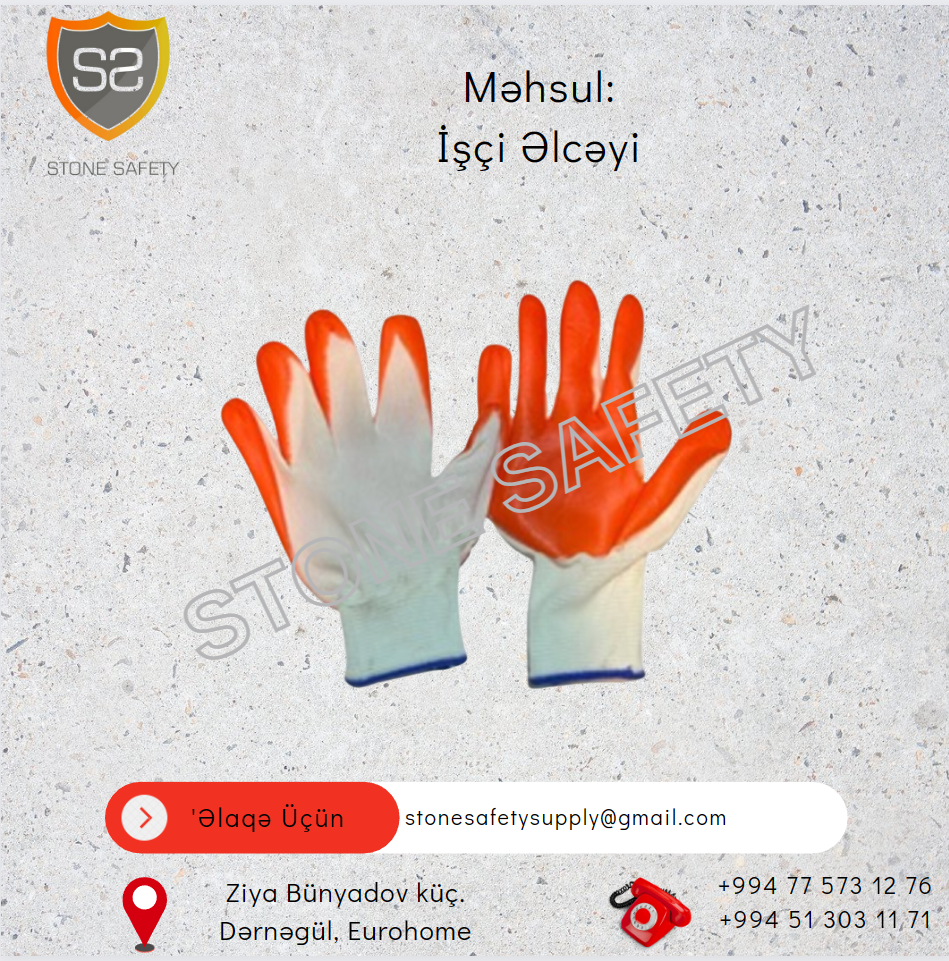 SS
STONE SAFETY
Məhsul:
İşçi Əlcəyi
STONE SAFETY
'Əlaqə Üçün
stonesafetysupply@gmail.com
Ziya Bünyadov küç.
Dərnəgül, Eurohome
+994 77 573 12 76
+994 51 303 11 71